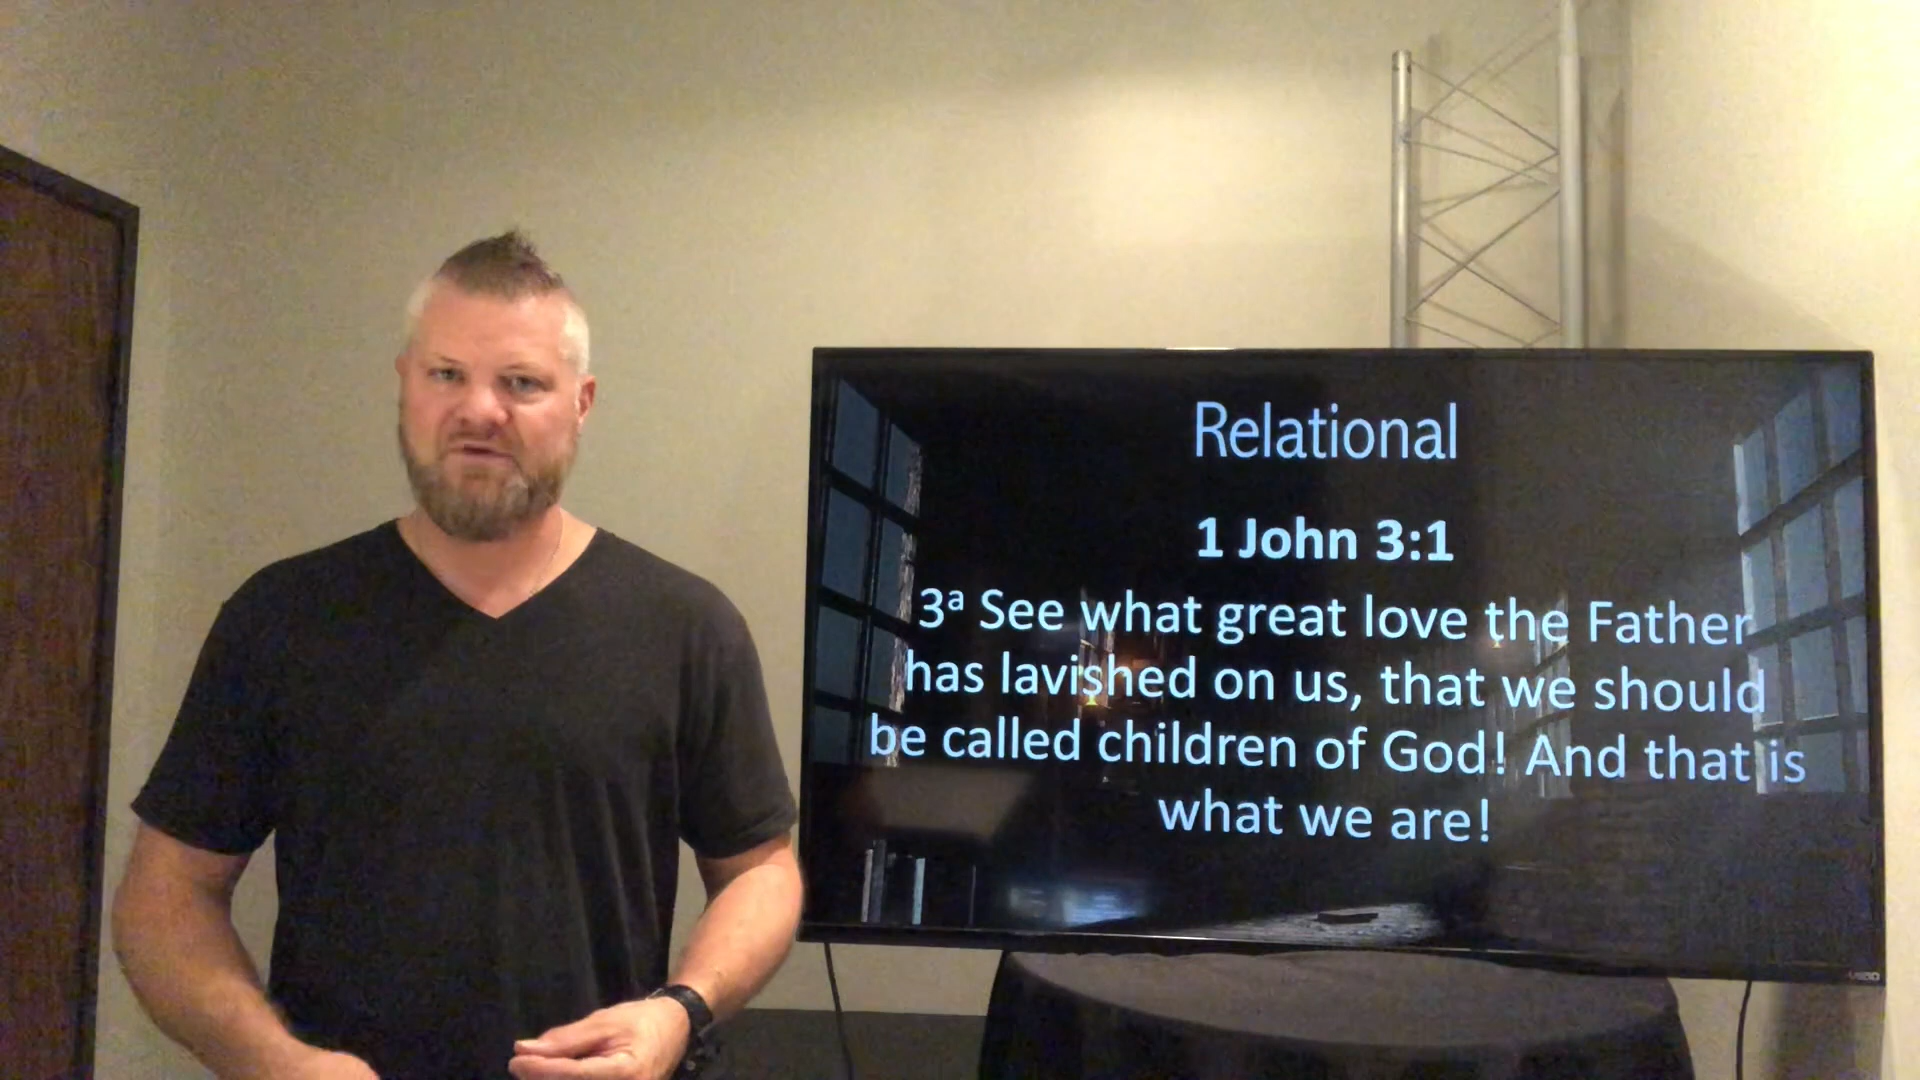 Relational
1 John 3:1
3ª See what great love the Father
has lavished on us, that we should
be called children of God! And that is
what we are!
VIZIO